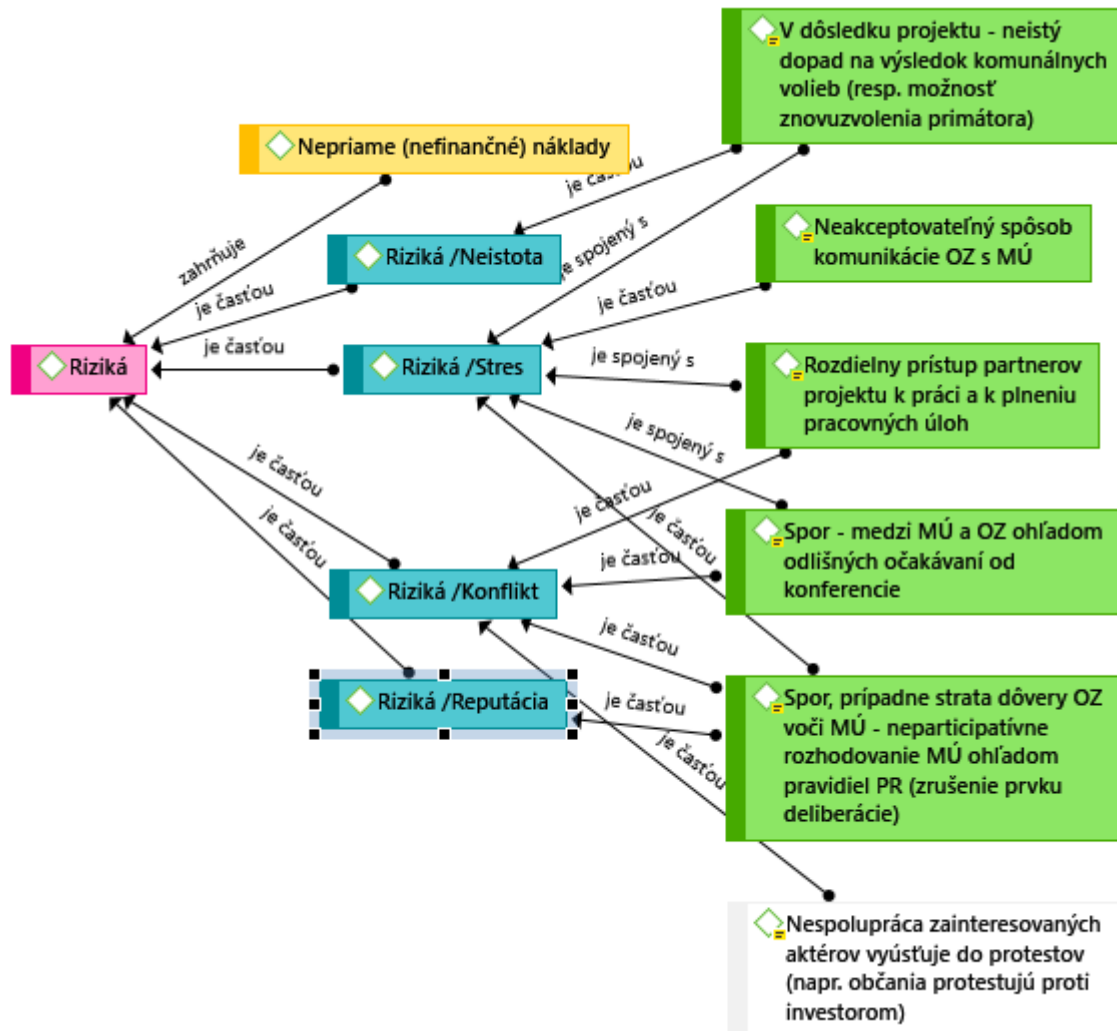 V dôsledku projektu - neistý
dopad na výsledok komunálnych
volieb (resp. možnosť
znovuzvolenia primátora)
Nepriame (nefinančné) náklady
je časťou
zahrňuje
je spojený s
Neakceptovateľný spôsob
komunikácie OZ s MÚ
Riziká /Neistota
je časťou
je časťou
je časťou
je spojený s
Riziká
Riziká /Stres
Rozdielny prístup partnerov
projektu k práci a k plneniu
pracovných úloh
je spojený s
je časťou
je časťou
je časťou
je časťou
Spor - medzi MÚ a OZ ohľadom
odlišných očakávaní od
konferencie
je časťou
Riziká /Konflikt
je časťou
Riziká /Reputácia
je časťou
je časťou
Spor, prípadne strata dôvery OZ
voči MÚ - neparticipatívne
rozhodovanie MÚ ohľadom
pravidiel PR (zrušenie prvku
deliberácie)
Nespolupráca zainteresovaných
aktérov vyúsťuje do protestov
(napr. občania protestujú proti
investorom)